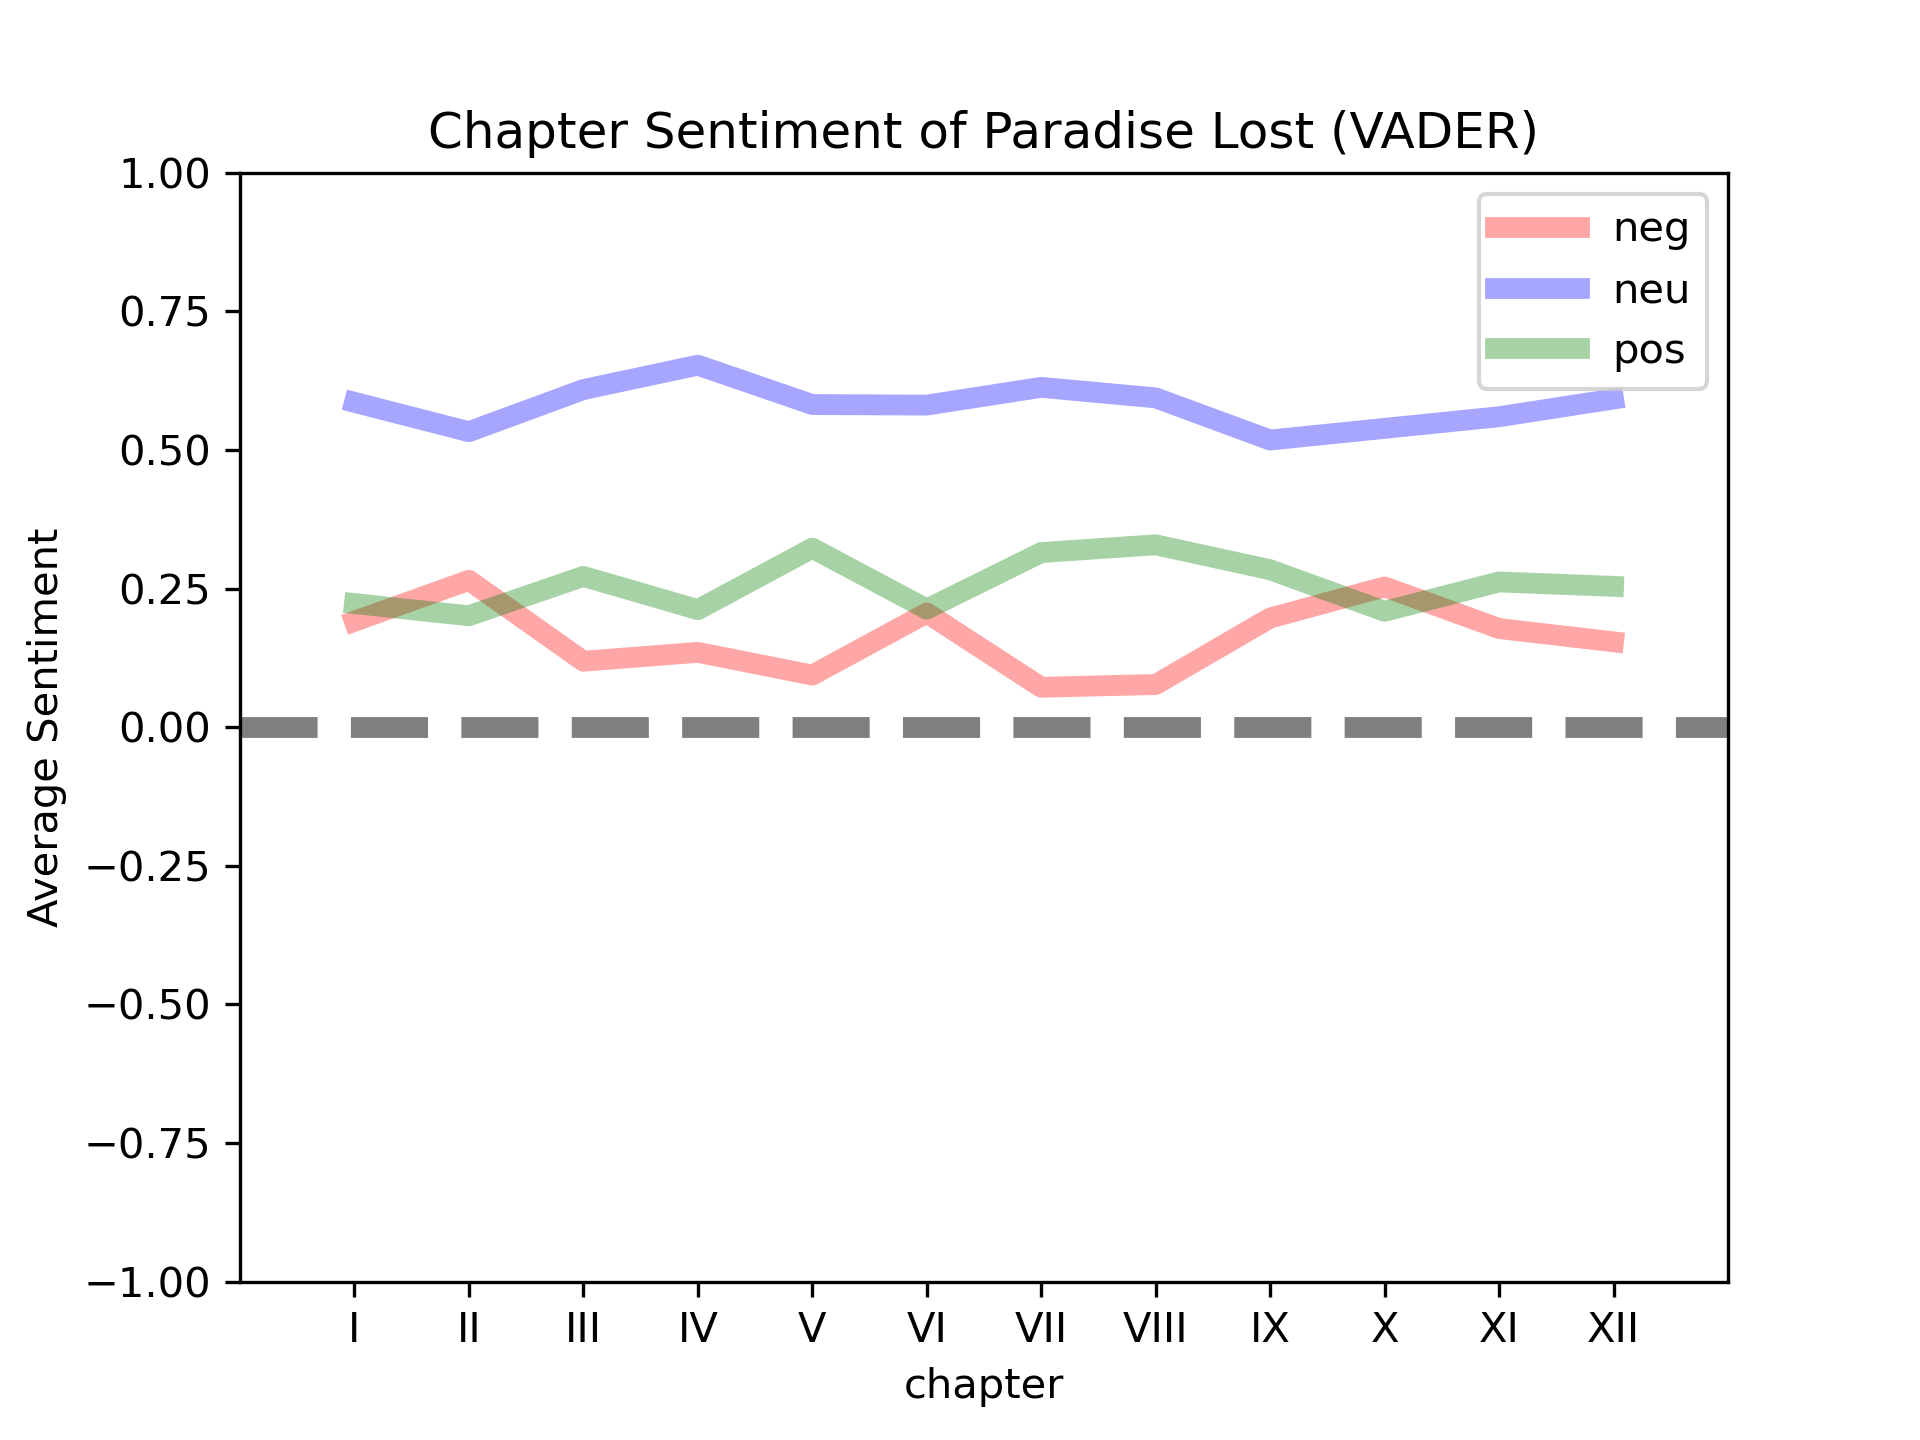 Chapter Sentiment of Paradise Lost (VADER)
1.00
0.75
0.50
0.25
0.00
−0.25
−0.50
−0.75
−1.00
Average Sentiment
neg
neu
pos
I II III IV V VI VII VIII IX X XI XII
chapter